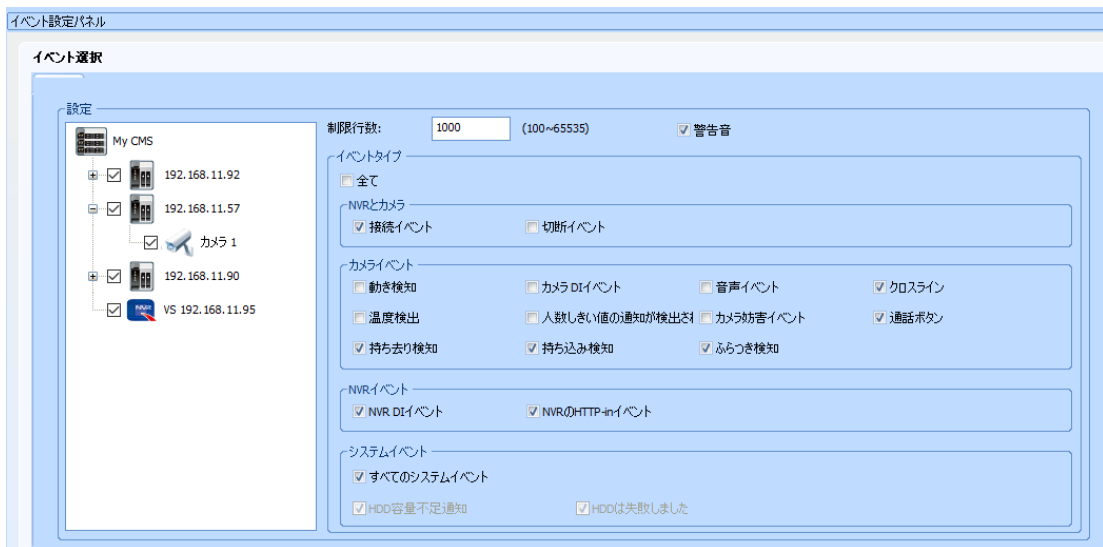 イベント設定パネル
イベント選択
設定
My CMS
192.168.11.92
192.168.11.57
カメラ 1
192.168.11.90
VS 192.168.11.95
制限行数: 1000 (100~65535) 警告音
イベントタイプ
全て
NVRとカメラ
接続イベント 切断イベント
カメライベント
動き検知 カメラ DIイベント 音声イベント クロスライン
温度検出 人数しきい値の通知が検出され カメラ妨害イベント 通話ボタン
持ち去り検知 持ち込み検知 ふらつき検知
NVRイベント
NVR DIイベント NVRのHTTP-inイベント
システムイベント
すべてのシステムイベント
HDD容量不足通知 HDDは失敗しました